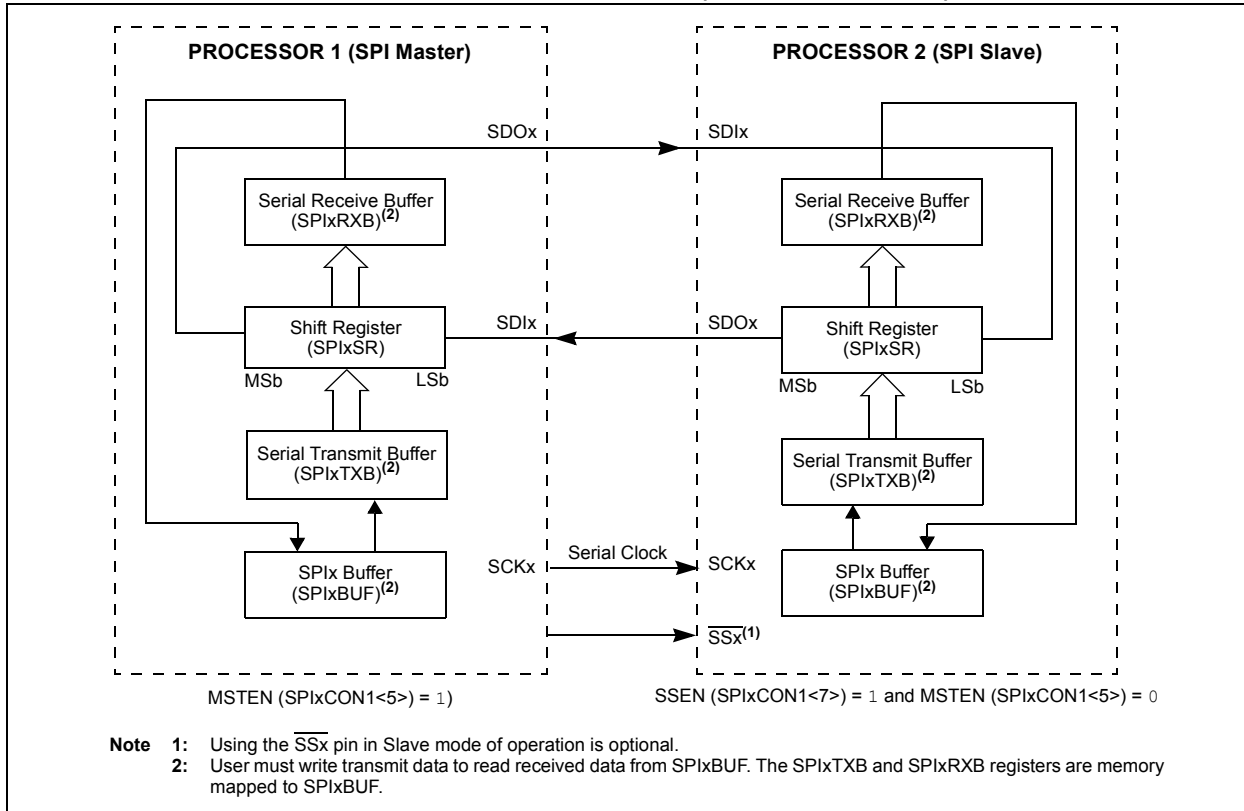 PROCESSOR 1 (SPI Master)
PROCESSOR 2 (SPI Slave)
SDOx
SDIx
Serial Receive Buffer
(SPIxRXB)(2)
Serial Receive Buffer
(SPIxRXB)(2)
SDIx
SDOx
Shift Register
(SPIxSR)
Shift Register
(SPIxSR)
MSb
LSb
MSb
LSb
Serial Transmit Buffer
(SPIxTXB)(2)
Serial Transmit Buffer
(SPIxTXB)(2)
Serial Clock
SCKx
SCKx
SPIx Buffer
(SPIxBUF)(2)
SPIx Buffer
(SPIxBUF)(2)
SSx(1)
MSTEN (SPIxCON1<5>) = 1)
SSEN (SPIxCON1<7>) = 1 and MSTEN (SPIxCON1<5>) = 0
Note 1: Using the SSx pin in Slave mode of operation is optional.
2: User must write transmit data to read received data from SPIxBUF. The SPIxTXB and SPIxRXB registers are memory
mapped to SPIxBUF.